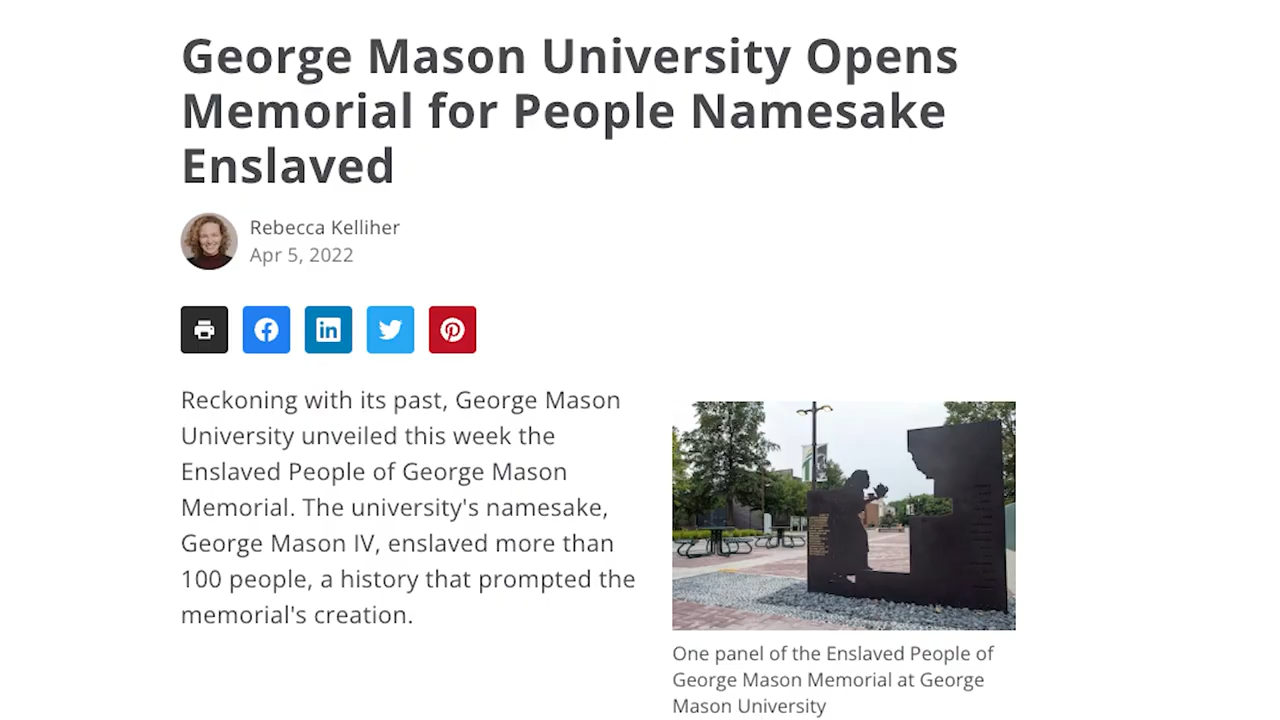 George Mason University Opens
Memorial for People Namesake
Enslaved
Rebecca Kelliher
Apr 5, 2022
Reckoning with its past, George Mason
University unveiled this week the
Enslaved People of George Mason
Memorial. The university's namesake,
George Mason IV, enslaved more than
100 people, a history that prompted the
memorial's creation.
One panel of the Enslaved People of
George Mason Memorial at George
Mason University